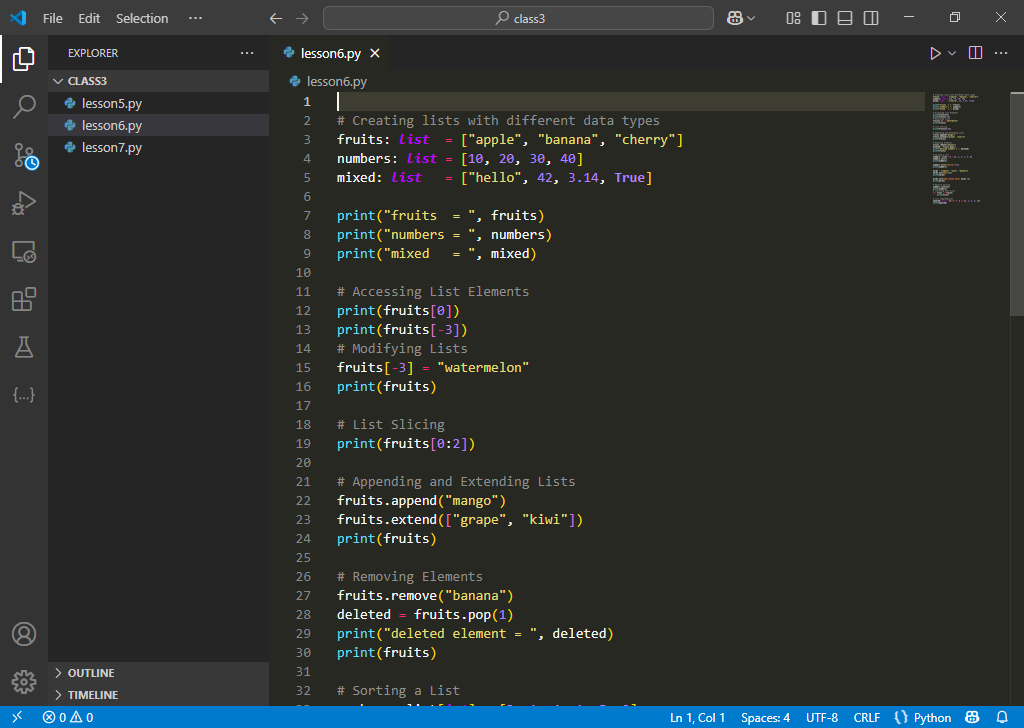 File Edit Selection ··· class3
EXPLORER ···
CLASS3
lesson5.py
lesson6.py
lesson7.py
OUTLINE
TIMELINE
lesson6.py
lesson6.py
1
2 # Creating lists with different data types
3 fruits: list  = ["apple", "banana", "cherry"]
4 numbers: list = [10, 20, 30, 40]
5 mixed: list   = ["hello", 42, 3.14, True]
6
7 print("fruits  = ", fruits)
8 print("numbers = ", numbers)
9 print("mixed   = ", mixed)
10
11 # Accessing List Elements
12 print(fruits[0])
13 print(fruits[-3])
14 # Modifying Lists
15 fruits[-3] = "watermelon"
16 print(fruits)
17
18 # List Slicing
19 print(fruits[0:2])
20
21 # Appending and Extending Lists
22 fruits.append("mango")
23 fruits.extend(["grape", "kiwi"])
24 print(fruits)
25
26 # Removing Elements
27 fruits.remove("banana")
28 deleted = fruits.pop(1)
29 print("deleted element = ", deleted)
30 print(fruits)
31
32 # Sorting a List
0 0 Ln 1, Col 1 Spaces: 4 UTF-8 CRLF Python